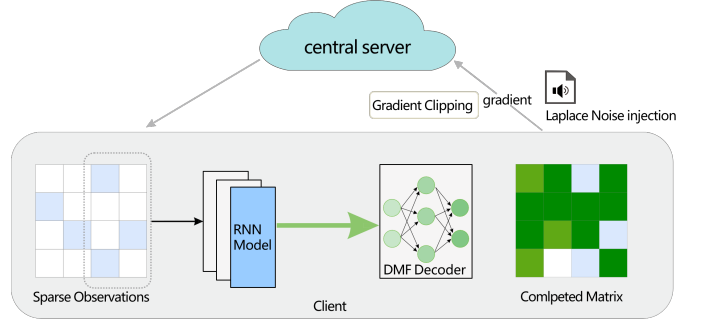 central server
Gradient Clipping
gradient
Laplace Noise injection
RNN
Model
DMF Decoder
Sparse Observations
Comlpeted Matrix
Client